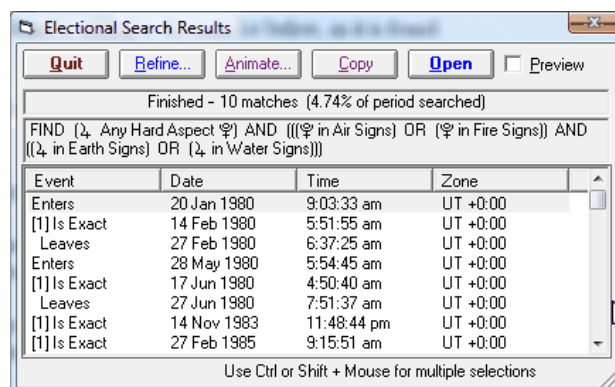 Electional Search Results
Quit Refine... Animate... Copy Open Preview
Finished - 10 matches (4.74% of period searched)
FIND (♃ Any Hard Aspect ♆) AND (((♆ in Air Signs) OR (♆ in Fire Signs)) AND
((♃ in Earth Signs) OR (♃ in Water Signs)))
Event Date Time Zone
Enters 20 Jan 1980 9:03:33 am UT +0:00
[1] Is Exact 14 Feb 1980 5:51:55 am UT +0:00
Leaves 27 Feb 1980 6:37:25 am UT +0:00
Enters 28 May 1980 5:54:45 am UT +0:00
[1] Is Exact 17 Jun 1980 4:50:40 am UT +0:00
Leaves 27 Jun 1980 7:51:37 am UT +0:00
[1] Is Exact 14 Nov 1983 11:48:44 pm UT +0:00
[1] Is Exact 27 Feb 1985 9:15:51 am UT +0:00
Use Ctrl or Shift + Mouse for multiple selections